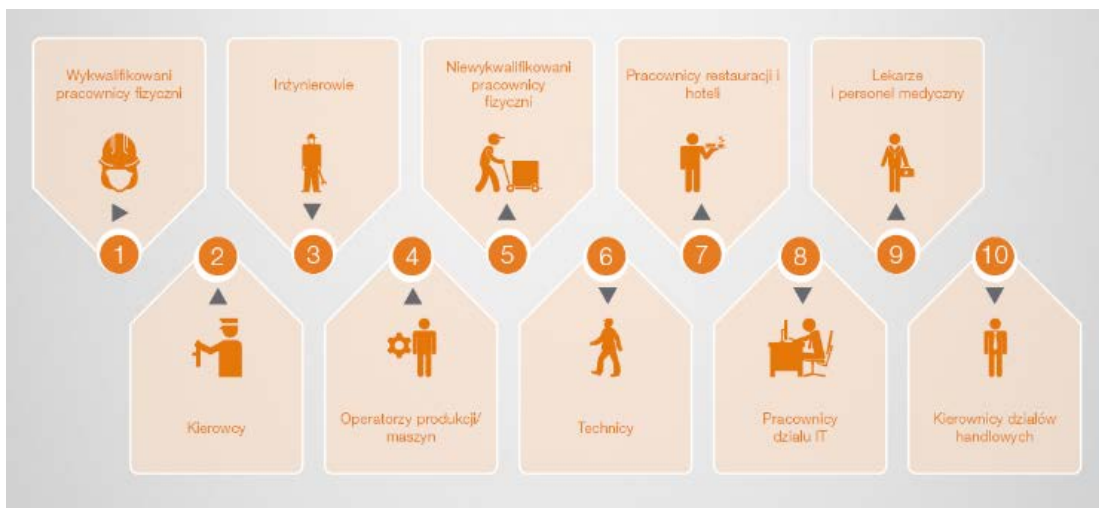 Wykwalifikowani
pracownicy fizyczni
1
2
Kierowcy
Inżynierowie
3
4
Operatorzy produkcji/
maszyn
Niewykwalifikowani
pracownicy
fizyczni
5
6
Technicy
Pracownicy restauracji i
hoteli
7
8
Pracownicy
działu IT
Lekarze
i personel medyczny
9
10
Kierownicy działów
handlowych